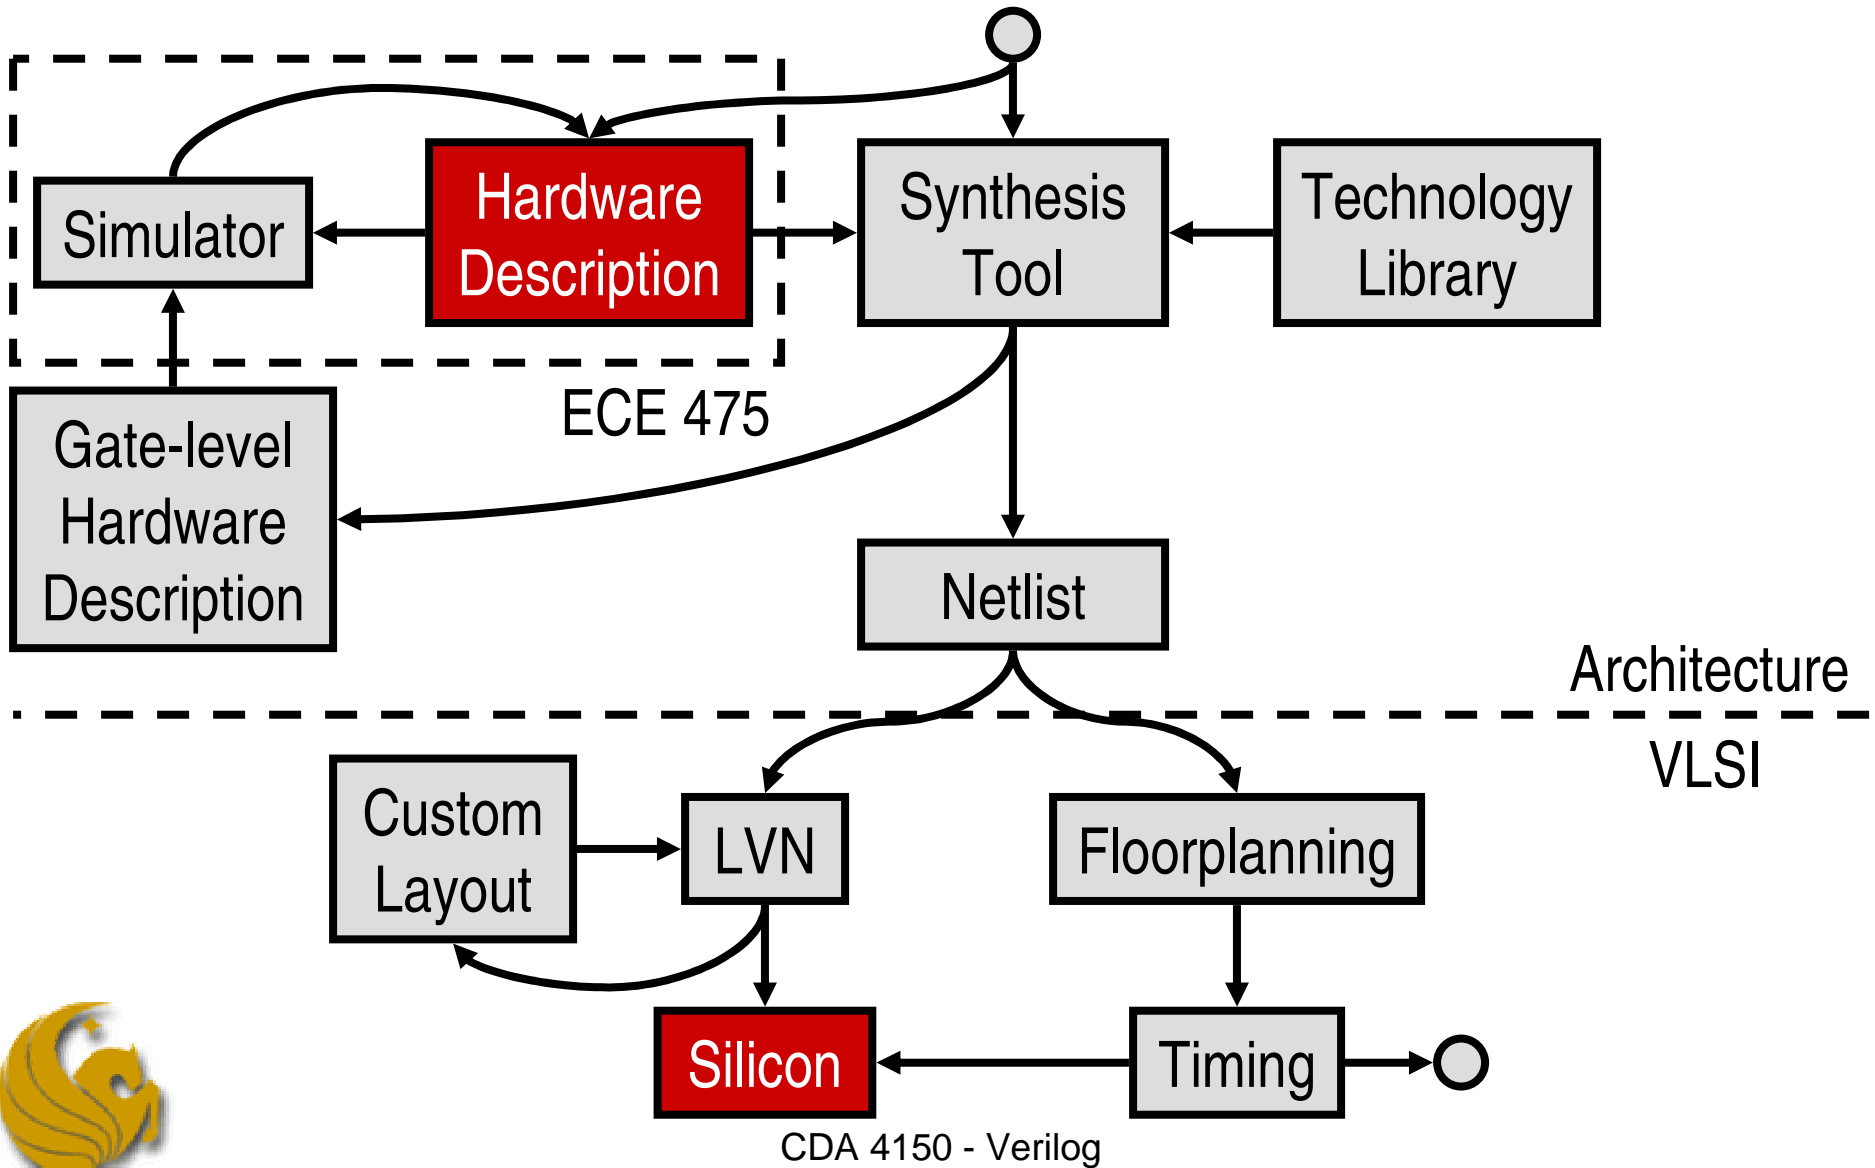 Simulator
Hardware
Description
Synthesis
Tool
Technology
Library
ECE 475
Gate-level
Hardware
Description
Netlist
Architecture
VLSI
Custom
Layout
LVN
Floorplanning
Silicon
Timing
CDA 4150 - Verilog